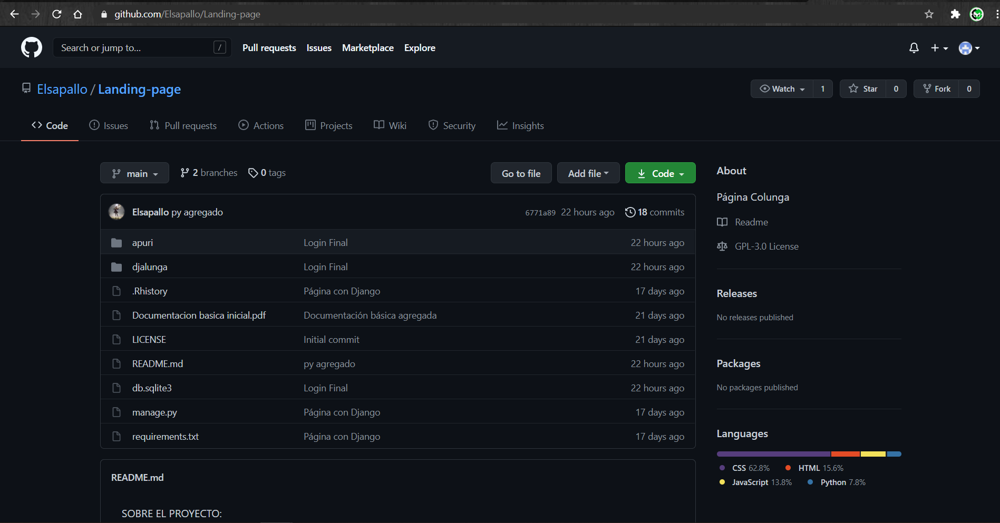 github.com/Elsapallo/Landing-page
Search or jump to... /
Pull requests Issues Marketplace Explore
Elsapallo / Landing-page
Watch 1 Star 0 Fork 0
Code Issues Pull requests Actions Projects Wiki Security Insights
main 2 branches 0 tags Go to file Add file Code
Elsapallo py agregado 6771a89 22 hours ago 18 commits
apuri Login Final 22 hours ago
djalunga Login Final 22 hours ago
.Rhistory Página con Django 17 days ago
Documentacion basica inicial.pdf Documentación básica agregada 21 days ago
LICENSE Initial commit 21 days ago
README.md py agregado 22 hours ago
db.sqlite3 Login Final 22 hours ago
manage.py Página con Django 17 days ago
requirements.txt Página con Django 17 days ago
README.md
SOBRE EL PROYECTO:
About
Página Colunga
Readme
GPL-3.0 License
Releases
No releases published
Packages
No packages published
Languages
CSS 62.8% HTML 15.6%
JavaScript 13.8% Python 7.8%